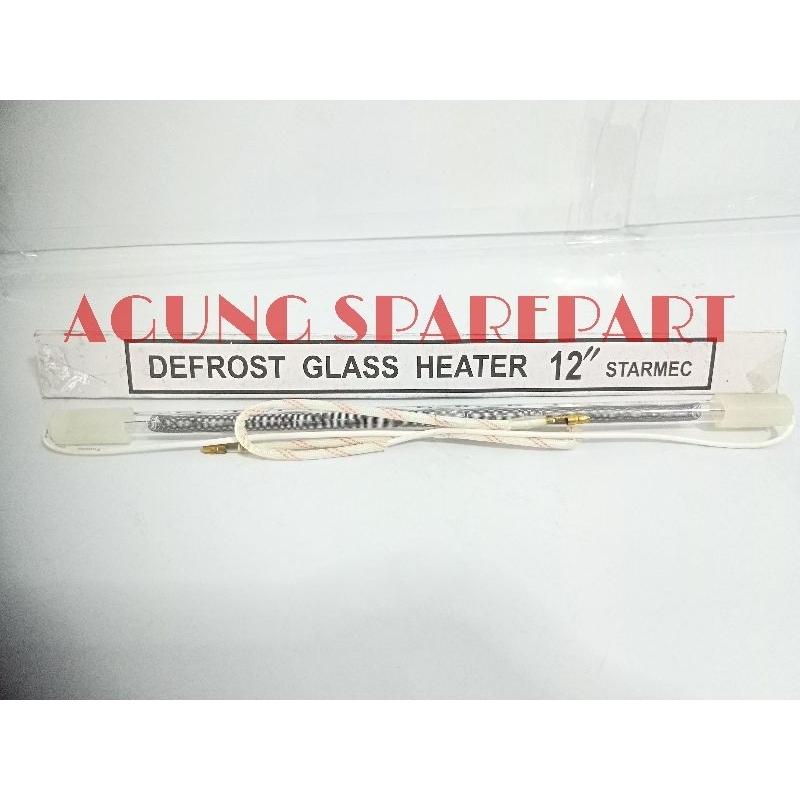 AGUNG SPAREPART
DEFROST GLASS HEATER 12" STARMEC